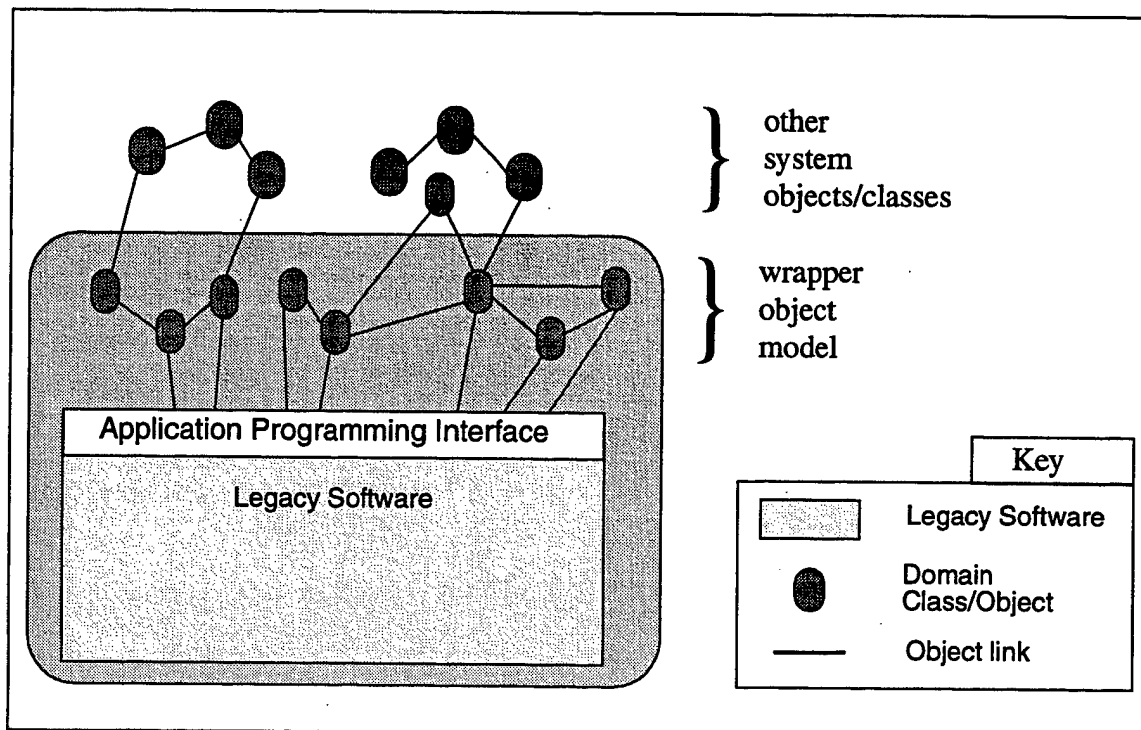 other
system
objects/classes
wrapper
object
model
Application Programming Interface
Legacy Software
Key
Legacy Software
Domain
Class/Object
Object link